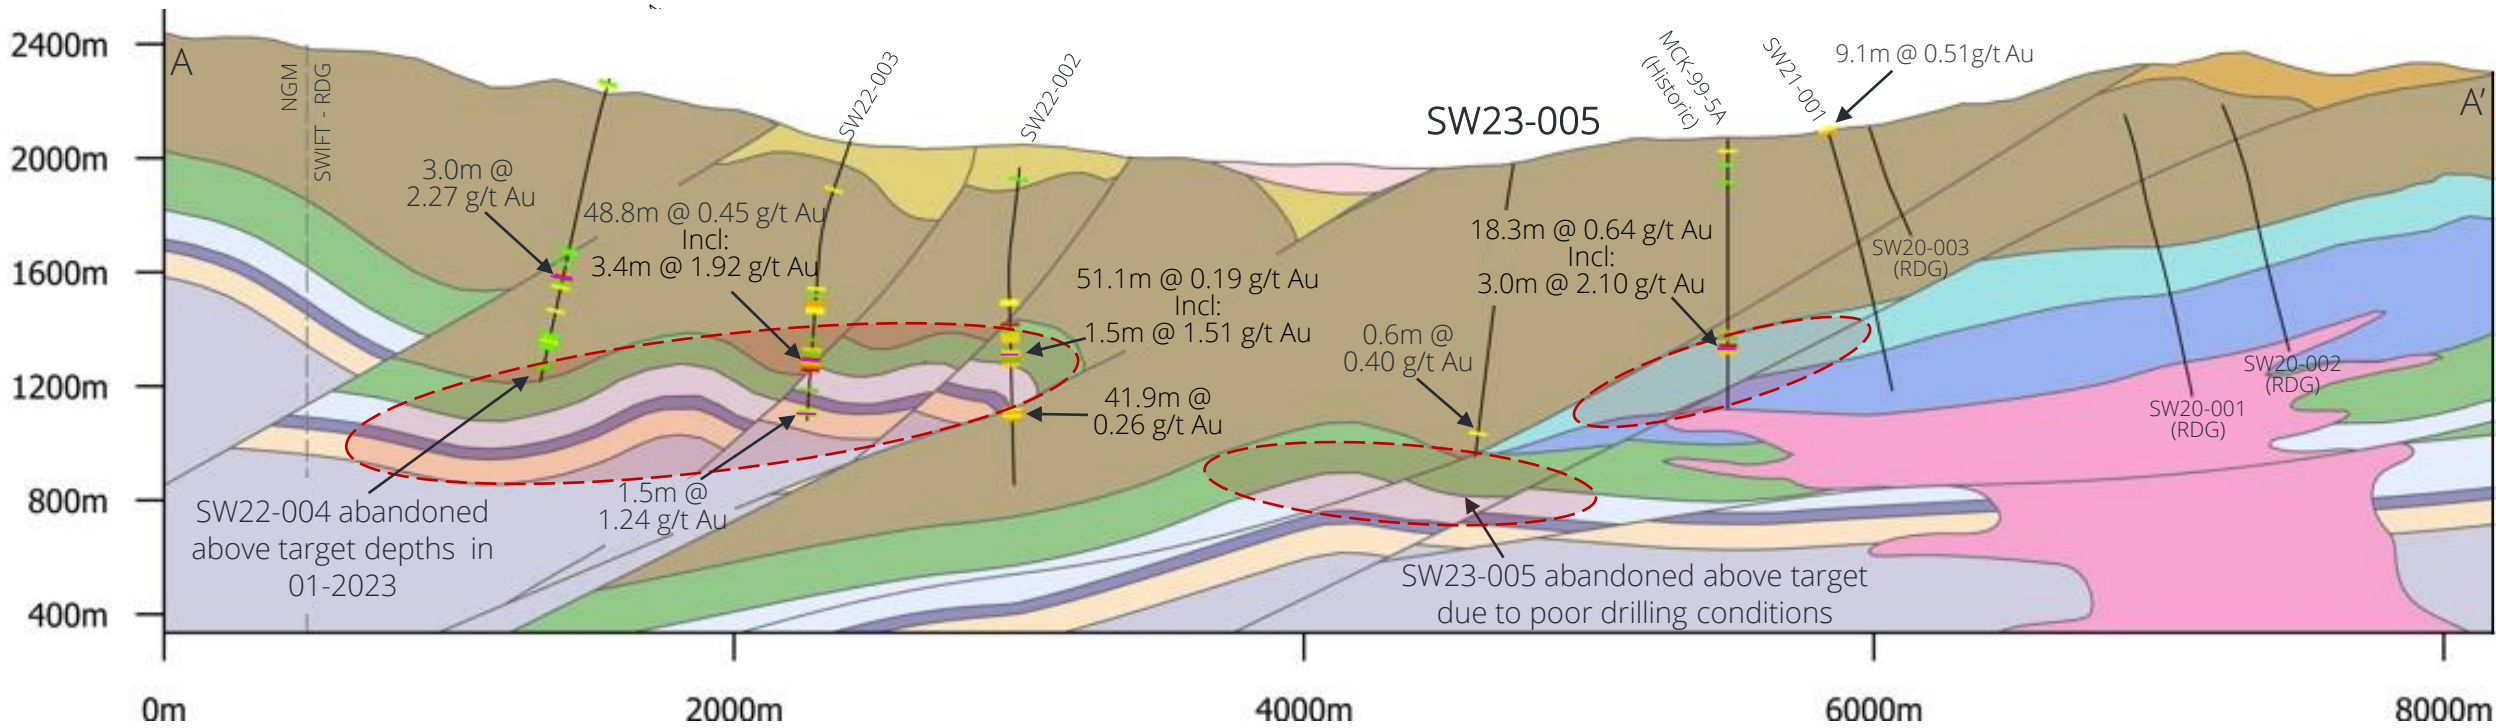 2400m
2000m
1600m
1200m
800m
400m
0m
2000m
4000m
6000m
8000m
A
A'
NGM
SWIFT - RDG
3.0m @
2.27 g/t Au
48.8m @ 0.45 g/t Au
Incl:
3.4m @ 1.92 g/t Au
SW22-003
SW22-002
51.1m @ 0.19 g/t Au
Incl:
1.5m @ 1.51 g/t Au
41.9m @
0.26 g/t Au
1.5m @
1.24 g/t Au
SW22-004 abandoned
above target depths in
01-2023
SW23-005
0.6m @
0.40 g/t Au
SW23-005 abandoned above target
due to poor drilling conditions
MCK-99-5A
(Historic)
18.3m @ 0.64 g/t Au
Incl:
3.0m @ 2.10 g/t Au
SW21-001
9.1m @ 0.51g/t Au
SW20-003
(RDG)
SW20-001
(RDG)
SW20-002
(RDG)